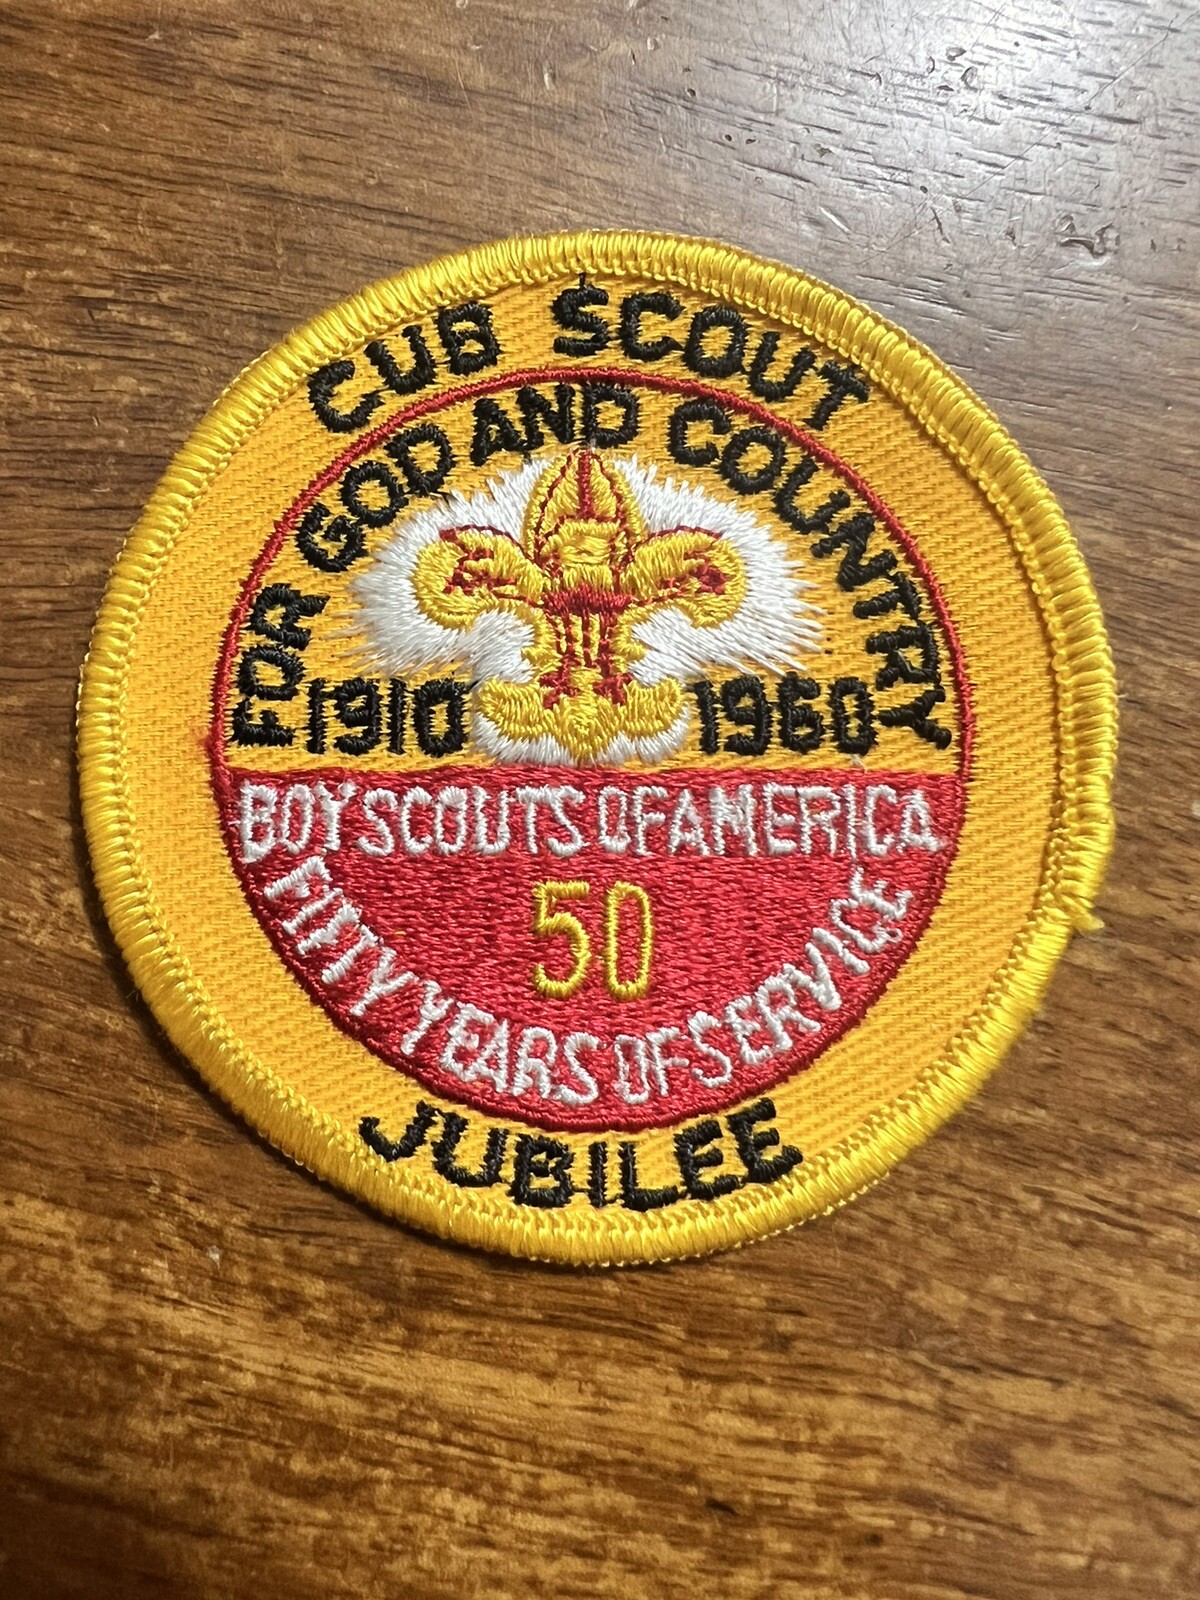 CUB SCOUT
FOR GOD AND COUNTRY
1910 1960
BOY SCOUTS OF AMERICA
50
FIFTY YEARS OF SERVICE
JUBILEE